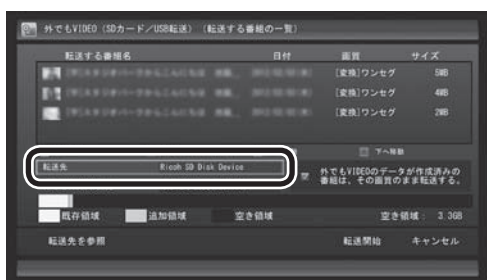 外でもVIDEO（SDカード/USB転送）（転送する番組の一覧）
転送する番組名 日付 画質 サイズ
[変換]ワンセグ 5MB
[変換]ワンセグ 4MB
[変換]ワンセグ 2MB
下へ移動
転送先 Ricoh SD Disk Device
外でもVIDEOのデータが作成済みの
番組は、その画質のまま転送する。
既存領域 追加領域 空き領域 空き領域： 3.3GB
転送先を参照 転送開始 キャンセル